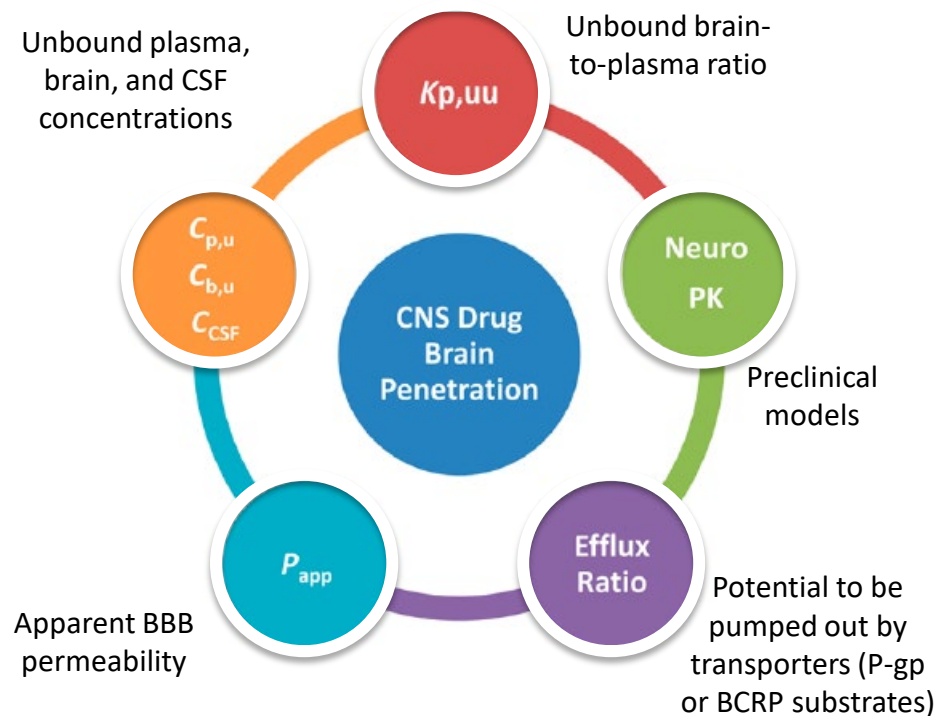 Unbound plasma,
brain, and CSF
concentrations
Kp,uu
Unbound brain-
to-plasma ratio
Cp,u
Cb,u
CCSF
CNS Drug
Brain
Penetration
Neuro
PK
Preclinical
models
Papp
Apparent BBB
permeability
Efflux
Ratio
Potential to be
pumped out by
transporters (P-gp
or BCRP substrates)